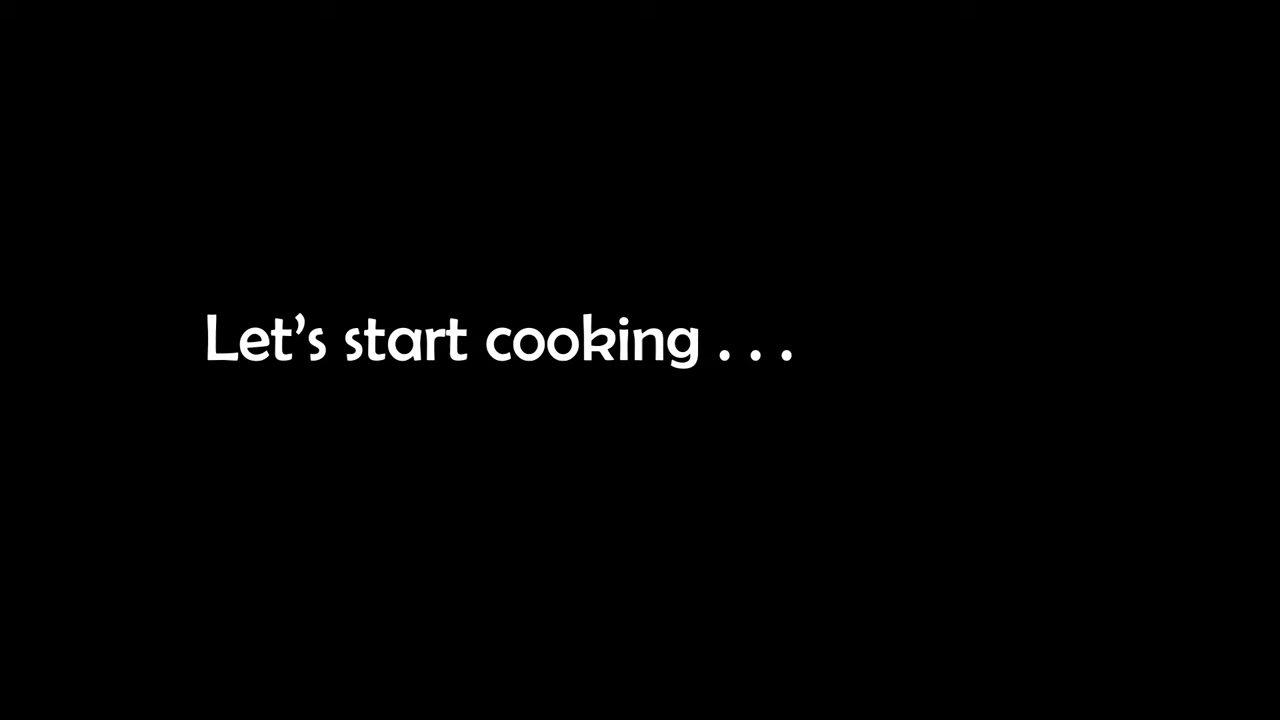 Let’s start cooking . . .